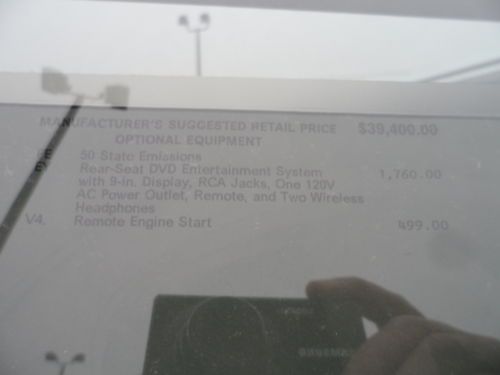 MANUFACTURER'S SUGGESTED RETAIL PRICE $39,400.00
OPTIONAL EQUIPMENT
50 State Emissions
Rear-Seat DVD Entertainment System 1,760.00
with 9-in. Display, RCA Jacks, One 120V
AC Power Outlet, Remote, and Two Wireless
Headphones
V4. Remote Engine Start 499.00